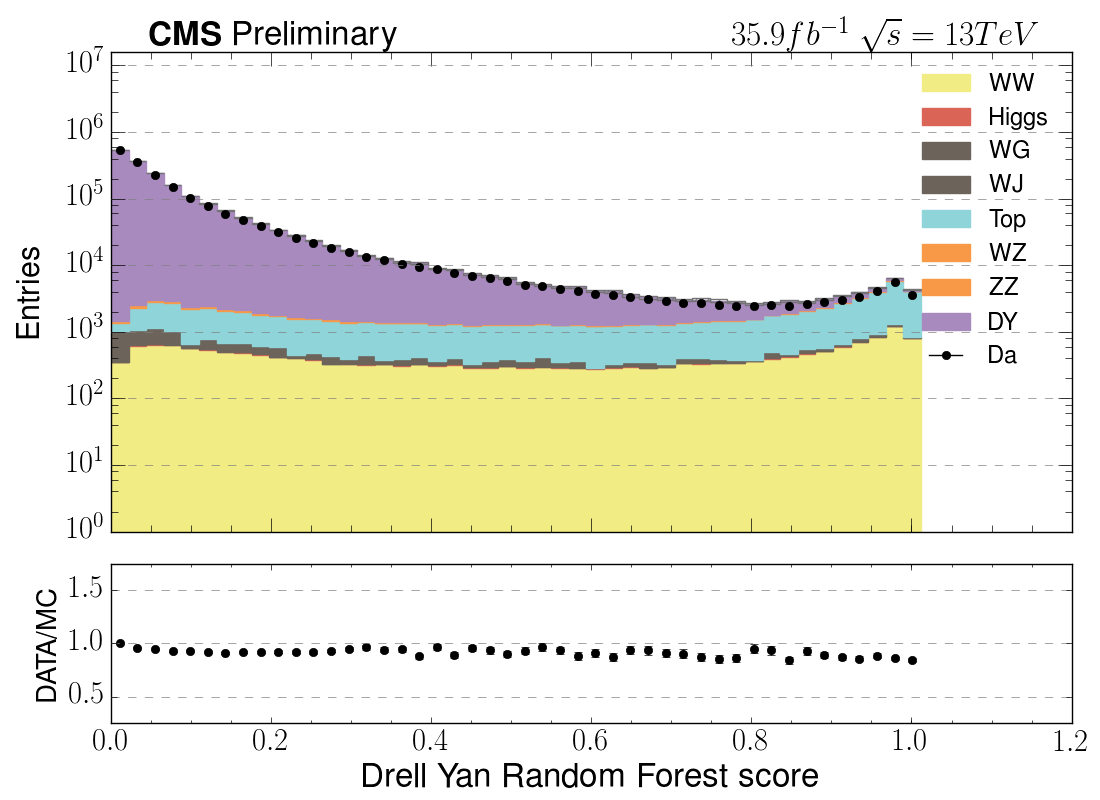 CMS Preliminary 35.9fb⁻¹ √s = 13TeV
10⁷
10⁶
10⁵
10⁴
10³
10²
10¹
10⁰
Entries
WW
Higgs
WG
WJ
Top
WZ
ZZ
DY
Da
1.5
1.0
0.5
DATA/MC
0.0 0.2 0.4 0.6 0.8 1.0 1.2
Drell Yan Random Forest score